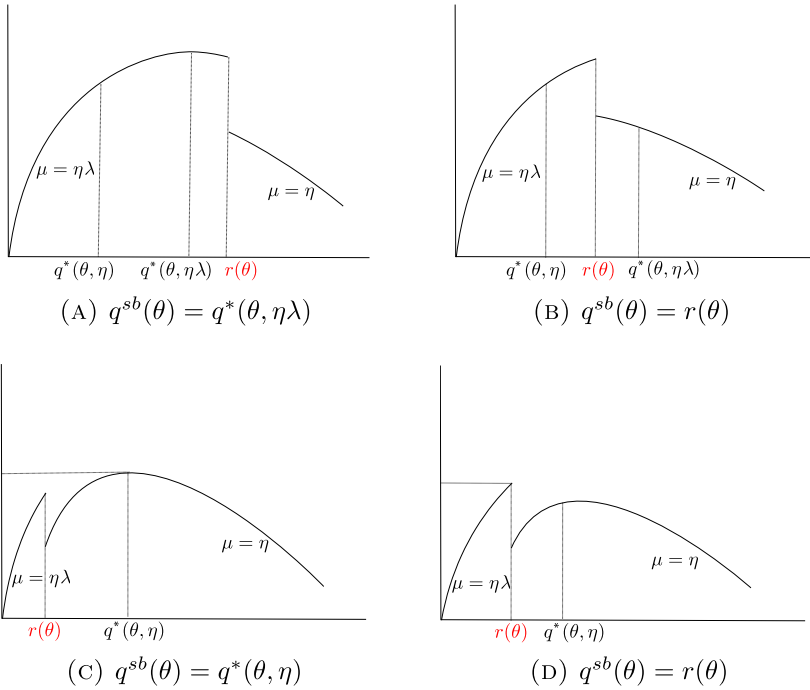 μ = ηλ
μ = η
q*(θ, η) q*(θ, ηλ) r(θ)
(A) q^{sb}(θ) = q*(θ, ηλ)
μ = ηλ
μ = η
q*(θ, η) r(θ) q*(θ, ηλ)
(B) q^{sb}(θ) = r(θ)
μ = η
μ = ηλ
r(θ) q*(θ, η)
(C) q^{sb}(θ) = q*(θ, η)
μ = η
μ = ηλ
r(θ) q*(θ, η)
(D) q^{sb}(θ) = r(θ)